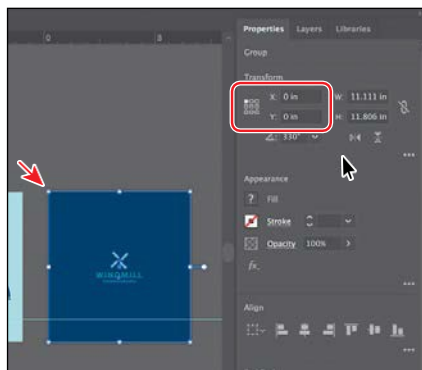 Properties Layers Libraries
0 8
Group
Transform
X: 0 in W: 11.111 in
Y: 0 in H: 11.806 in
330°
Appearance
? Fill
Stroke
Opacity 100%
fx.
WINDMILL
Align